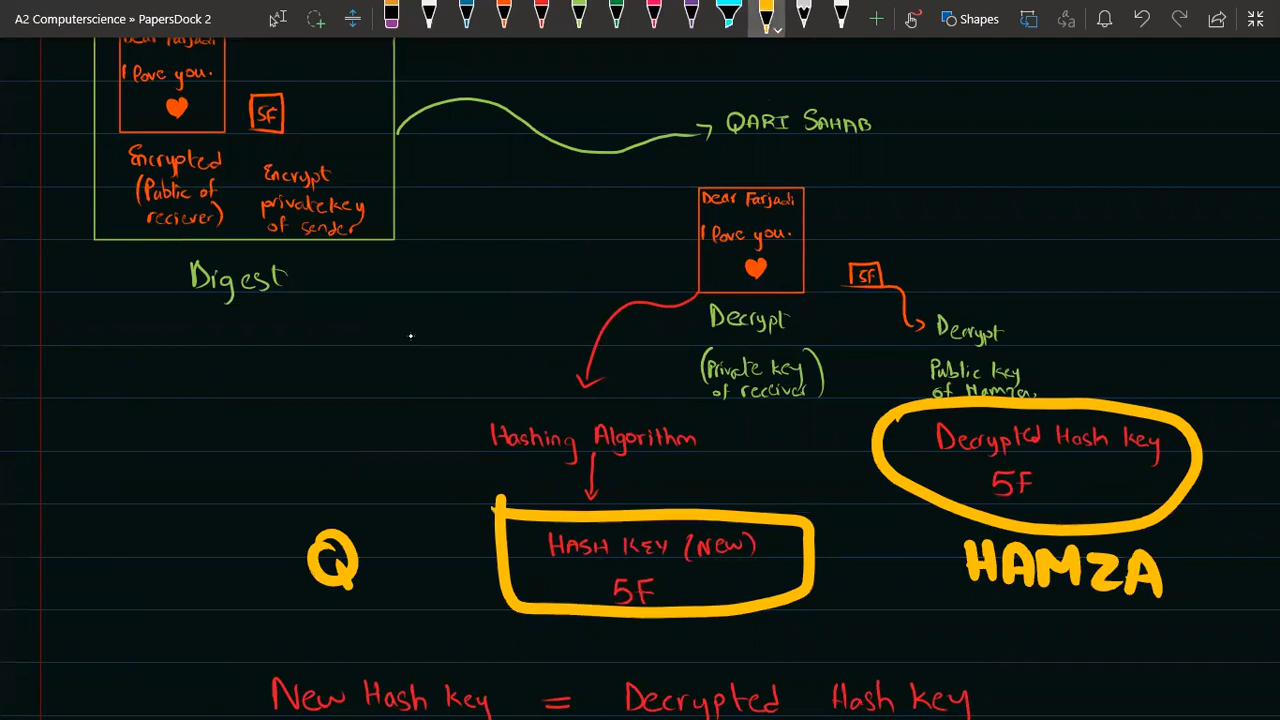 A2 Computerscience » PapersDock 2
Shapes
Dear Farjadi
I love you.
5F
Encrypted
(Public of
reciever)
Encrypt
private key
of sender
Digest
QARI SAHAB
Dear Farjadi
I love you.
5F
Decrypt
(Private key
of reciever)
Decrypt
Public key
of Hamza.
Hashing Algorithm
Decrypted Hash key
5F
HASH KEY (NEW)
5F
Q
HAMZA
New Hash key = Decrypted Hash key